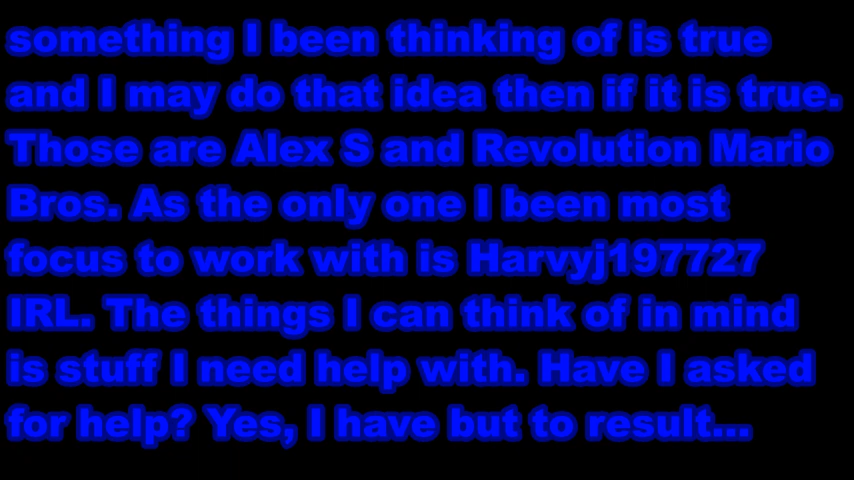 something I been thinking of is true
and I may do that idea then if it is true.
Those are Alex S and Revolution Mario
Bros. As the only one I been most
focus to work with is Harvyj197727
IRL. The things I can think of in mind
is stuff I need help with. Have I asked
for help? Yes, I have but to result...